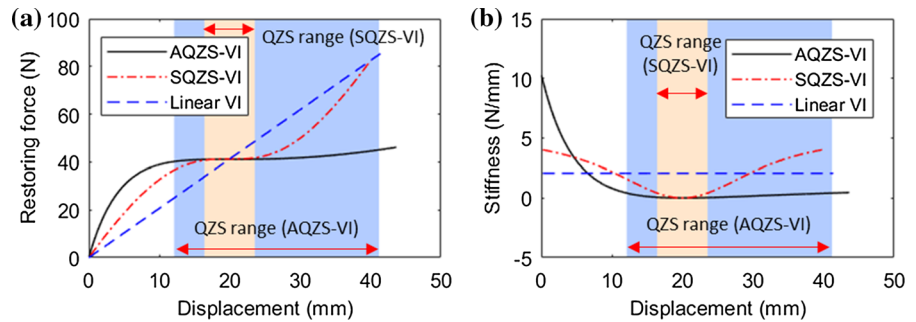 (a)
Restoring force (N)
100
80
60
40
20
0
AQZS-VI
SQZS-VI
Linear VI
QZS range (SQZS-VI)
QZS range (AQZS-VI)
0 10 20 30 40 50
Displacement (mm)
(b)
Stiffness (N/mm)
15
10
5
0
-5
QZS range
(SQZS-VI)
AQZS-VI
SQZS-VI
Linear VI
QZS range (AQZS-VI)
0 10 20 30 40 50
Displacement (mm)